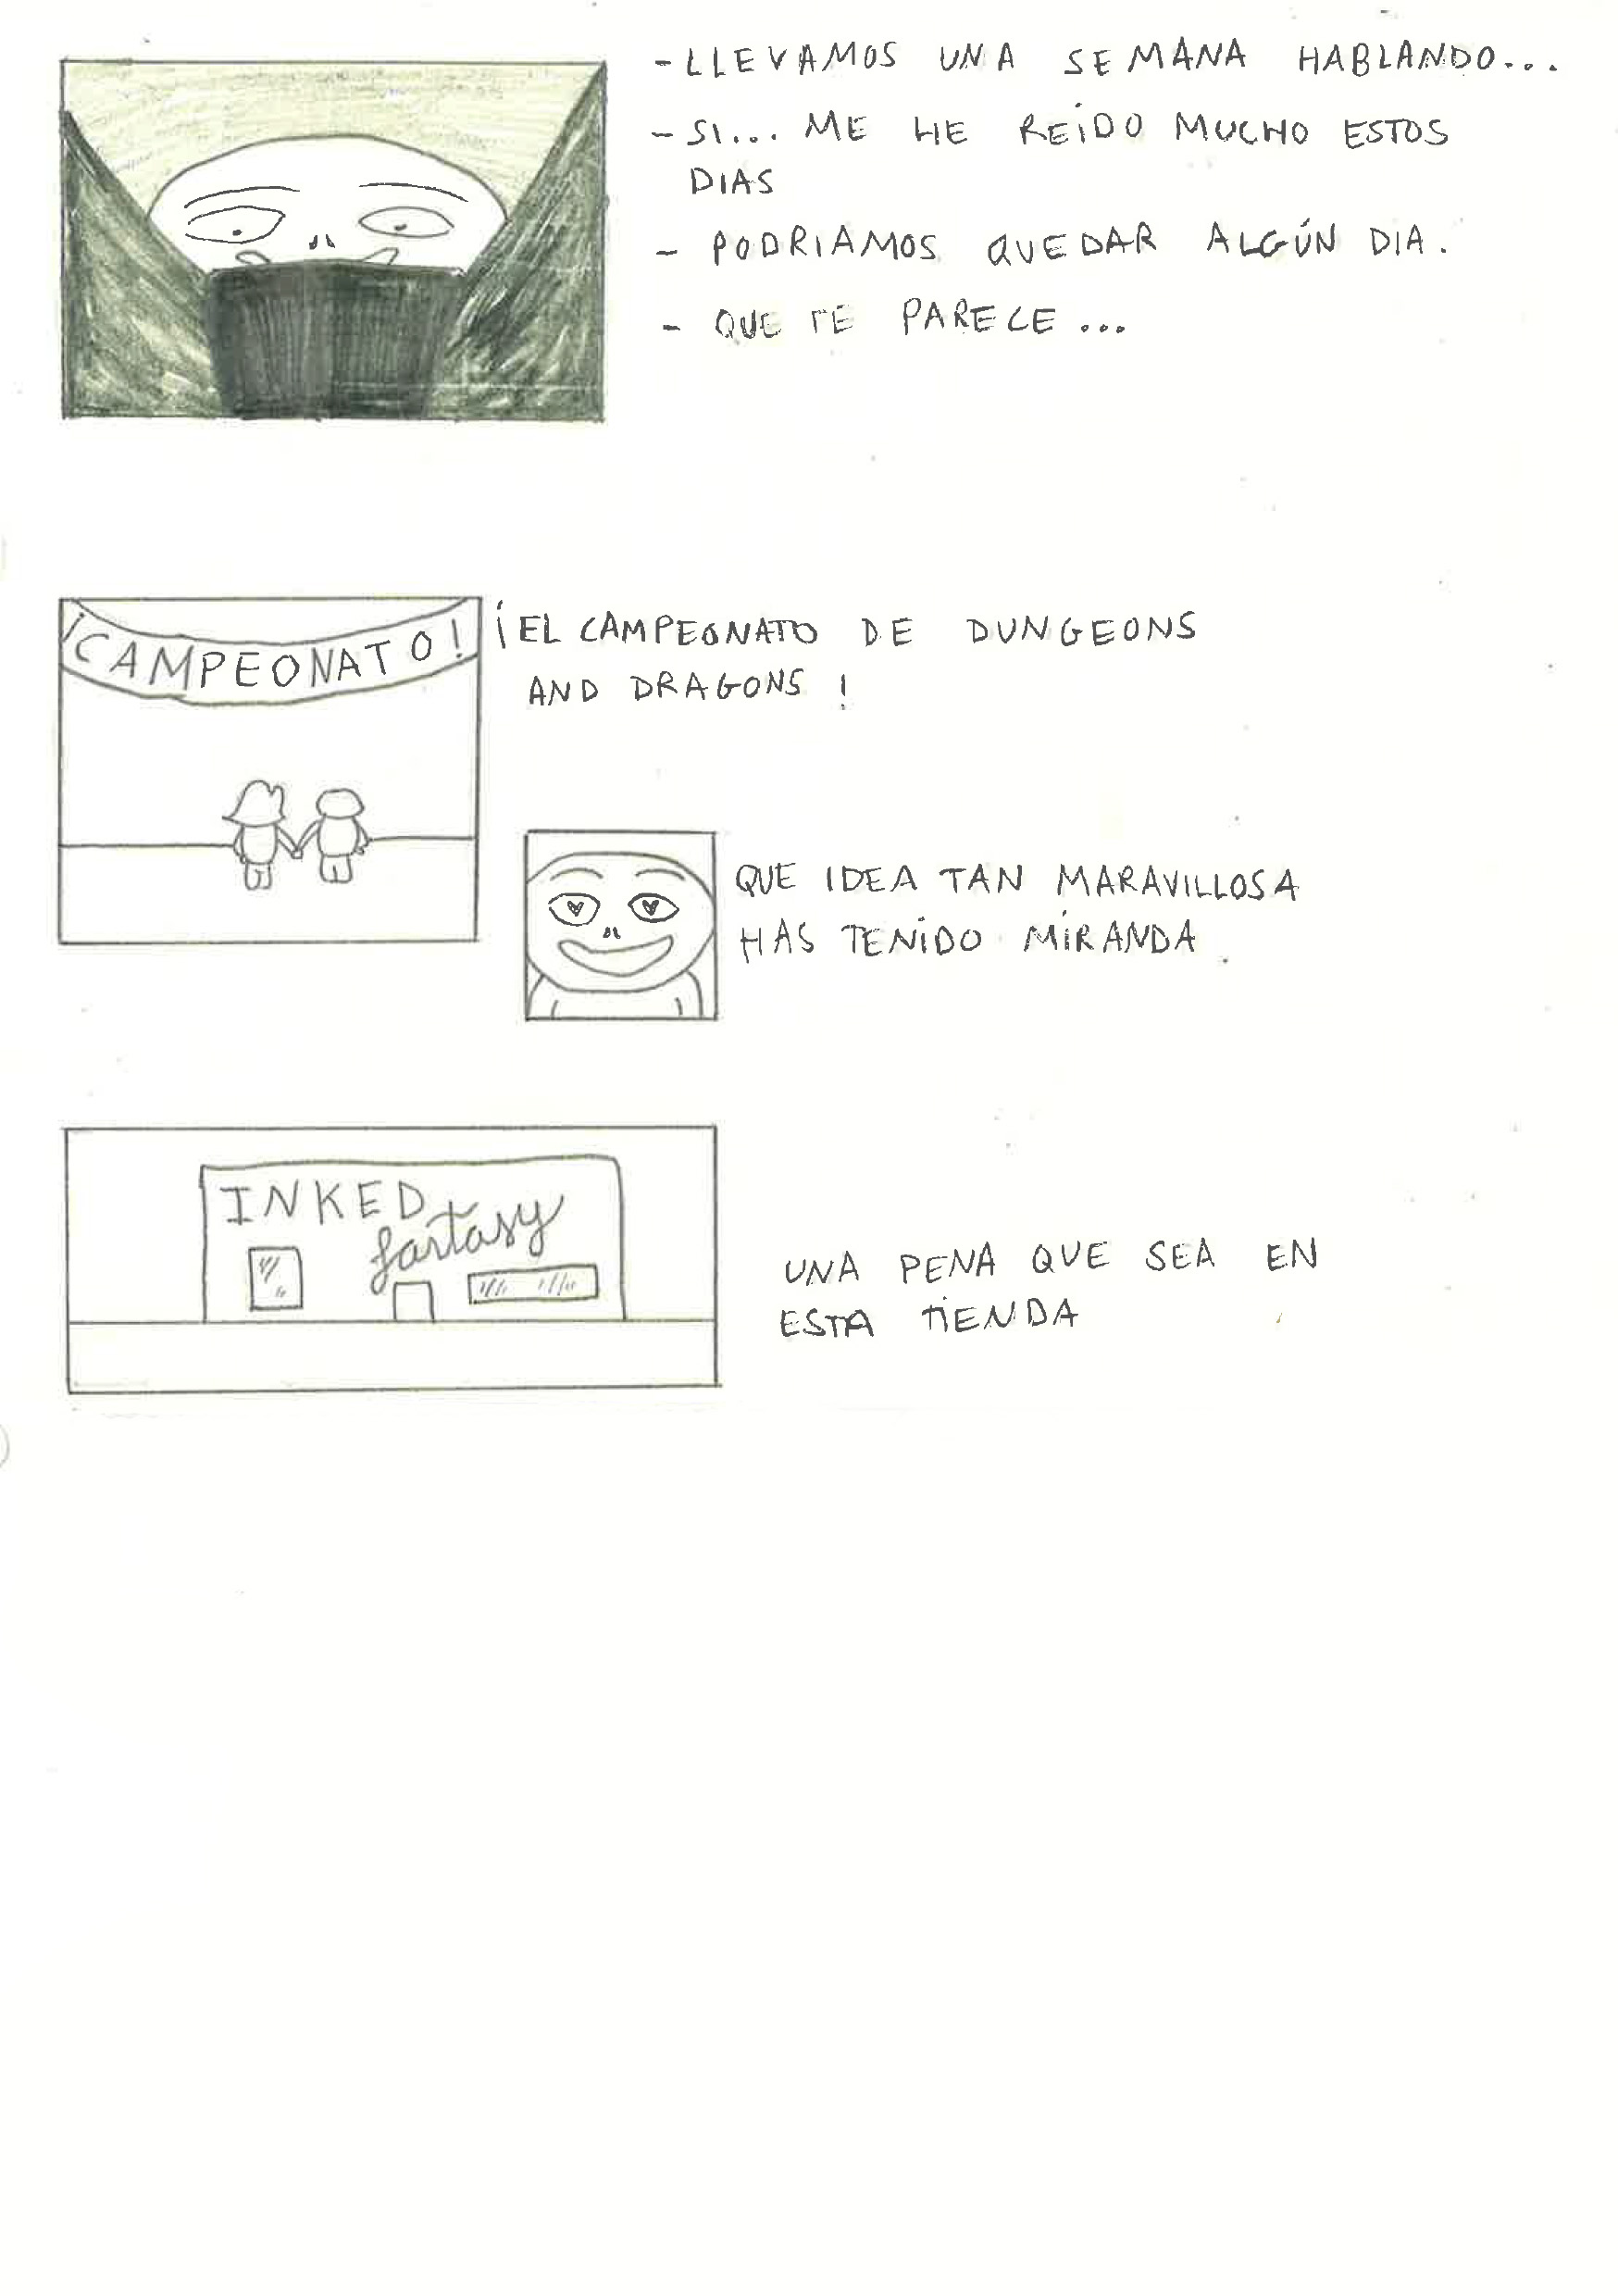 - LLEVAMOS UNA SEMANA HABLANDO...
- SI... ME HE REIDO MUCHO ESTOS
DIAS
- PODRIAMOS QUEDAR ALGÚN DIA.
- QUE TE PARECE...
¡CAMPEONATO!
¡EL CAMPEONATO DE DUNGEONS
AND DRAGONS!
QUE IDEA TAN MARAVILLOSA
HAS TENIDO MIRANDA.
INKED
fantasy
UNA PENA QUE SEA EN
ESTA TIENDA